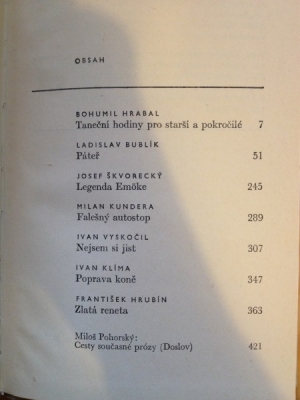 OBSAH
BOHUMIL HRABAL
Taneční hodiny pro starší a pokročilé 7
LADISLAV BUBLÍK
Páteř 51
JOSEF ŠKVORECKÝ
Legenda Emöke 245
MILAN KUNDERA
Falešný autostop 289
IVAN VYSKOČIL
Nejsem si jist 307
IVAN KLÍMA
Poprava koně 347
FRANTIŠEK HRUBÍN
Zlatá reneta 363
Miloš Pohorský:
Cesty současné prózy (Doslov) 421